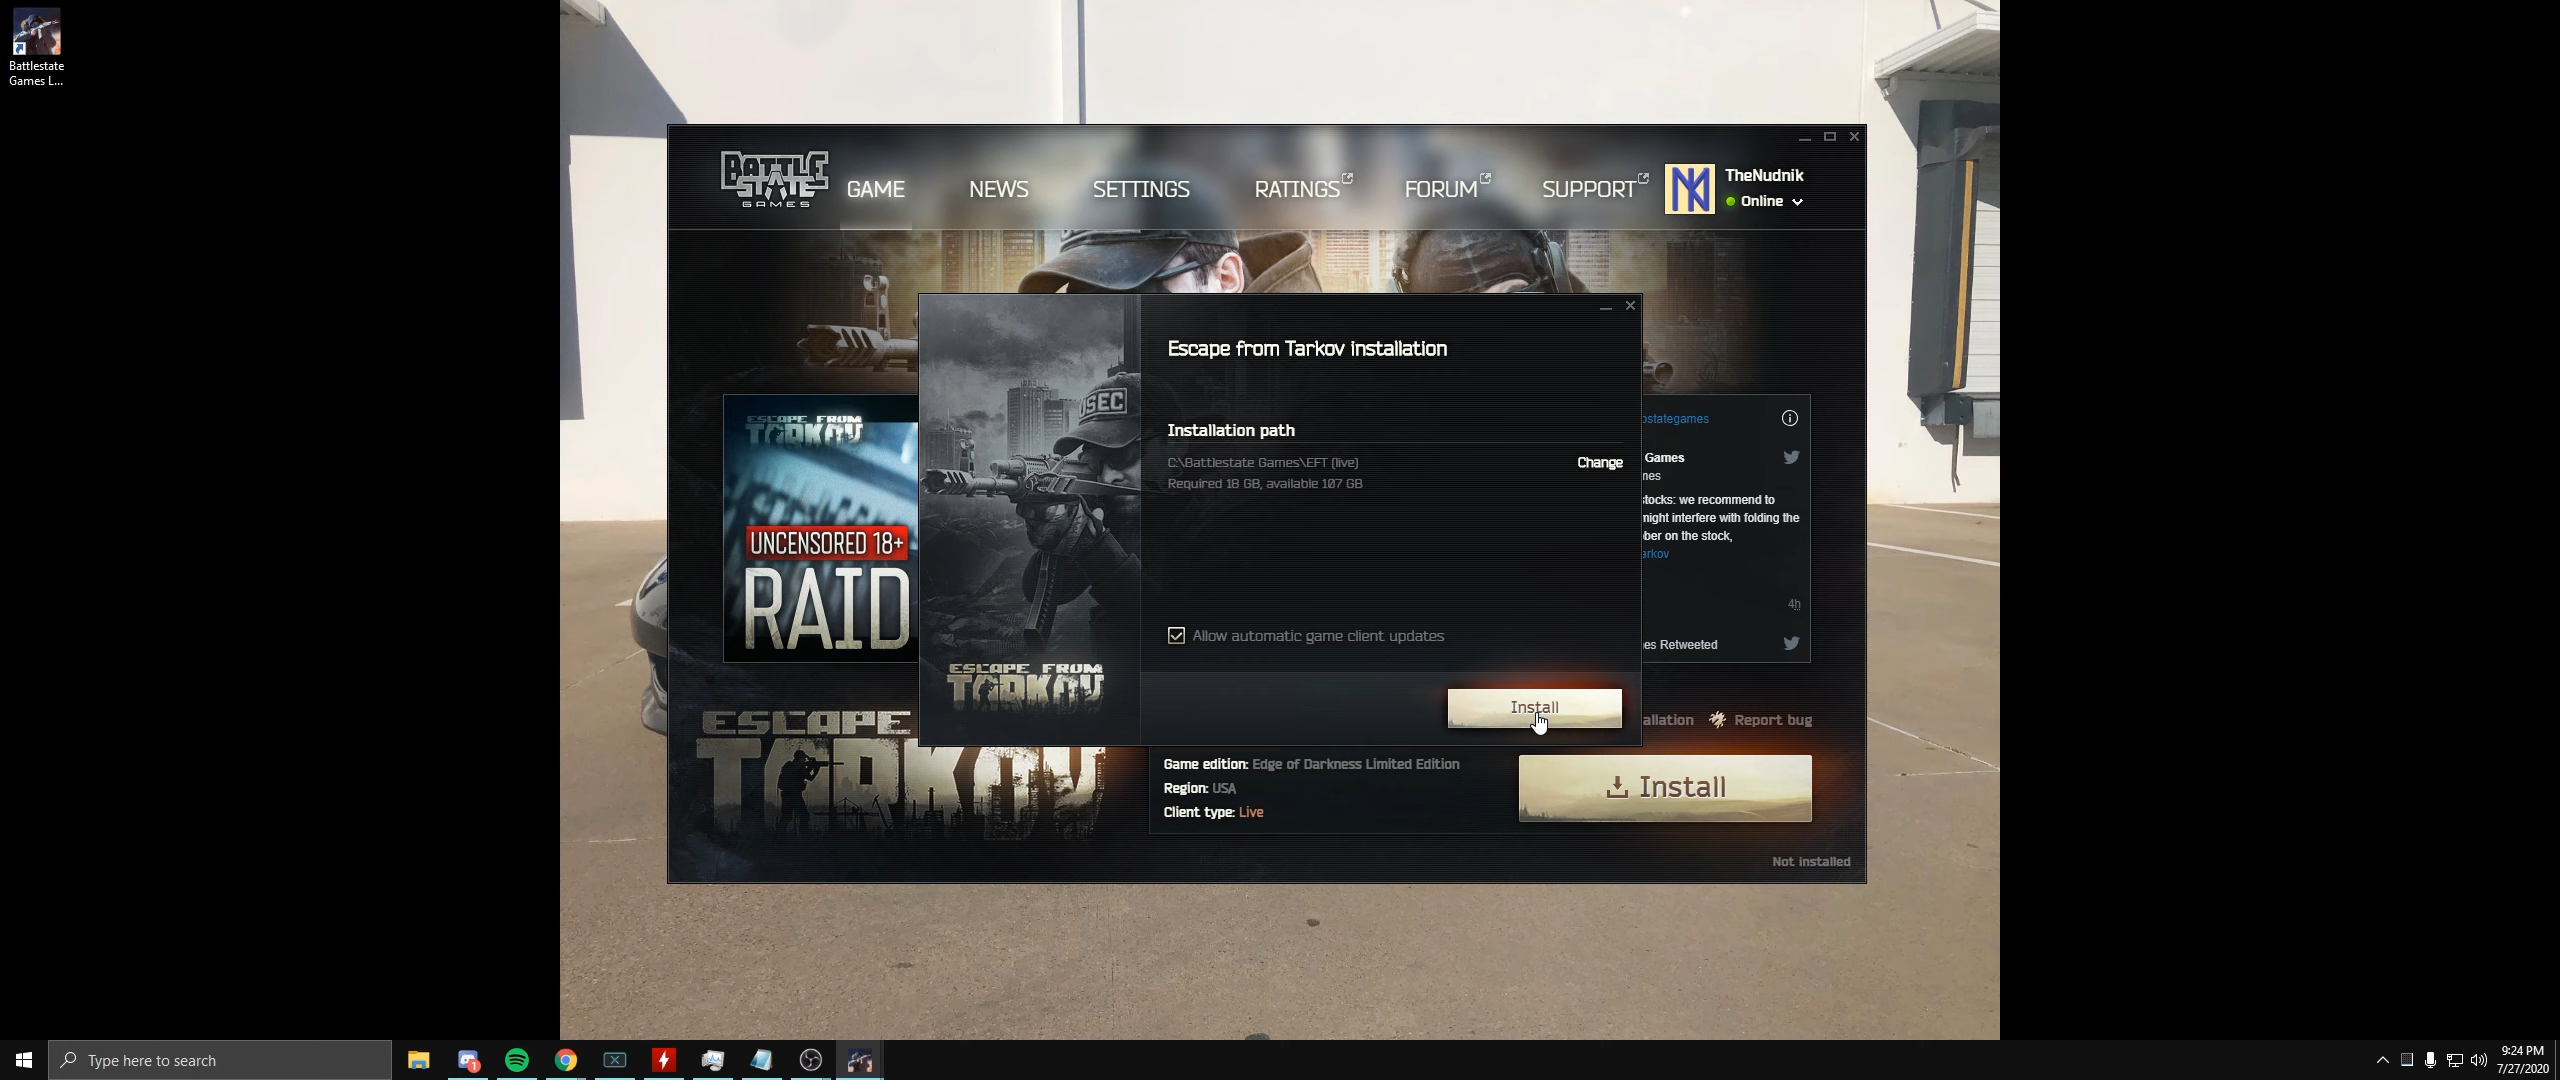 Battlestate
Games L...
BATTLE
STATE
GAMES
GAME
NEWS
SETTINGS
RATINGS
FORUM
SUPPORT
TheNudnik
Online
Escape from Tarkov installation
USEC
Installation path
C:\Battlestate Games\EFT (live)
Change
Required 18 GB, available 107 GB
Allow automatic game client updates
ESCAPE FROM
TARKOV
Install
ESCAPE FROM
TARKOV
UNCENSORED 18+
RAID
bstategames
Games
mes
stocks: we recommend to
might interfere with folding the
ber on the stock,
arkov
4h
es Retweeted
allation
Report bug
ESCAPE
TARKOV
Game edition: Edge of Darkness Limited Edition
Region: USA
Client type: Live
Install
Not installed
Type here to search
1
9:24 PM
7/27/2020